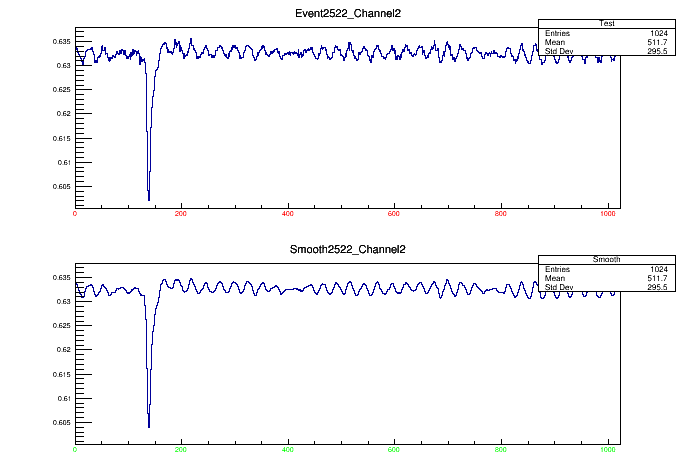 Event2522_Channel2
Test
Entries 1024
Mean 511.7
Std Dev 295.5
0.635
0.63
0.625
0.62
0.615
0.61
0.605
0 200 400 600 800 1000
Smooth2522_Channel2
Smooth
Entries 1024
Mean 511.7
Std Dev 295.5
0.635
0.63
0.625
0.62
0.615
0.61
0.605
0 200 400 600 800 1000